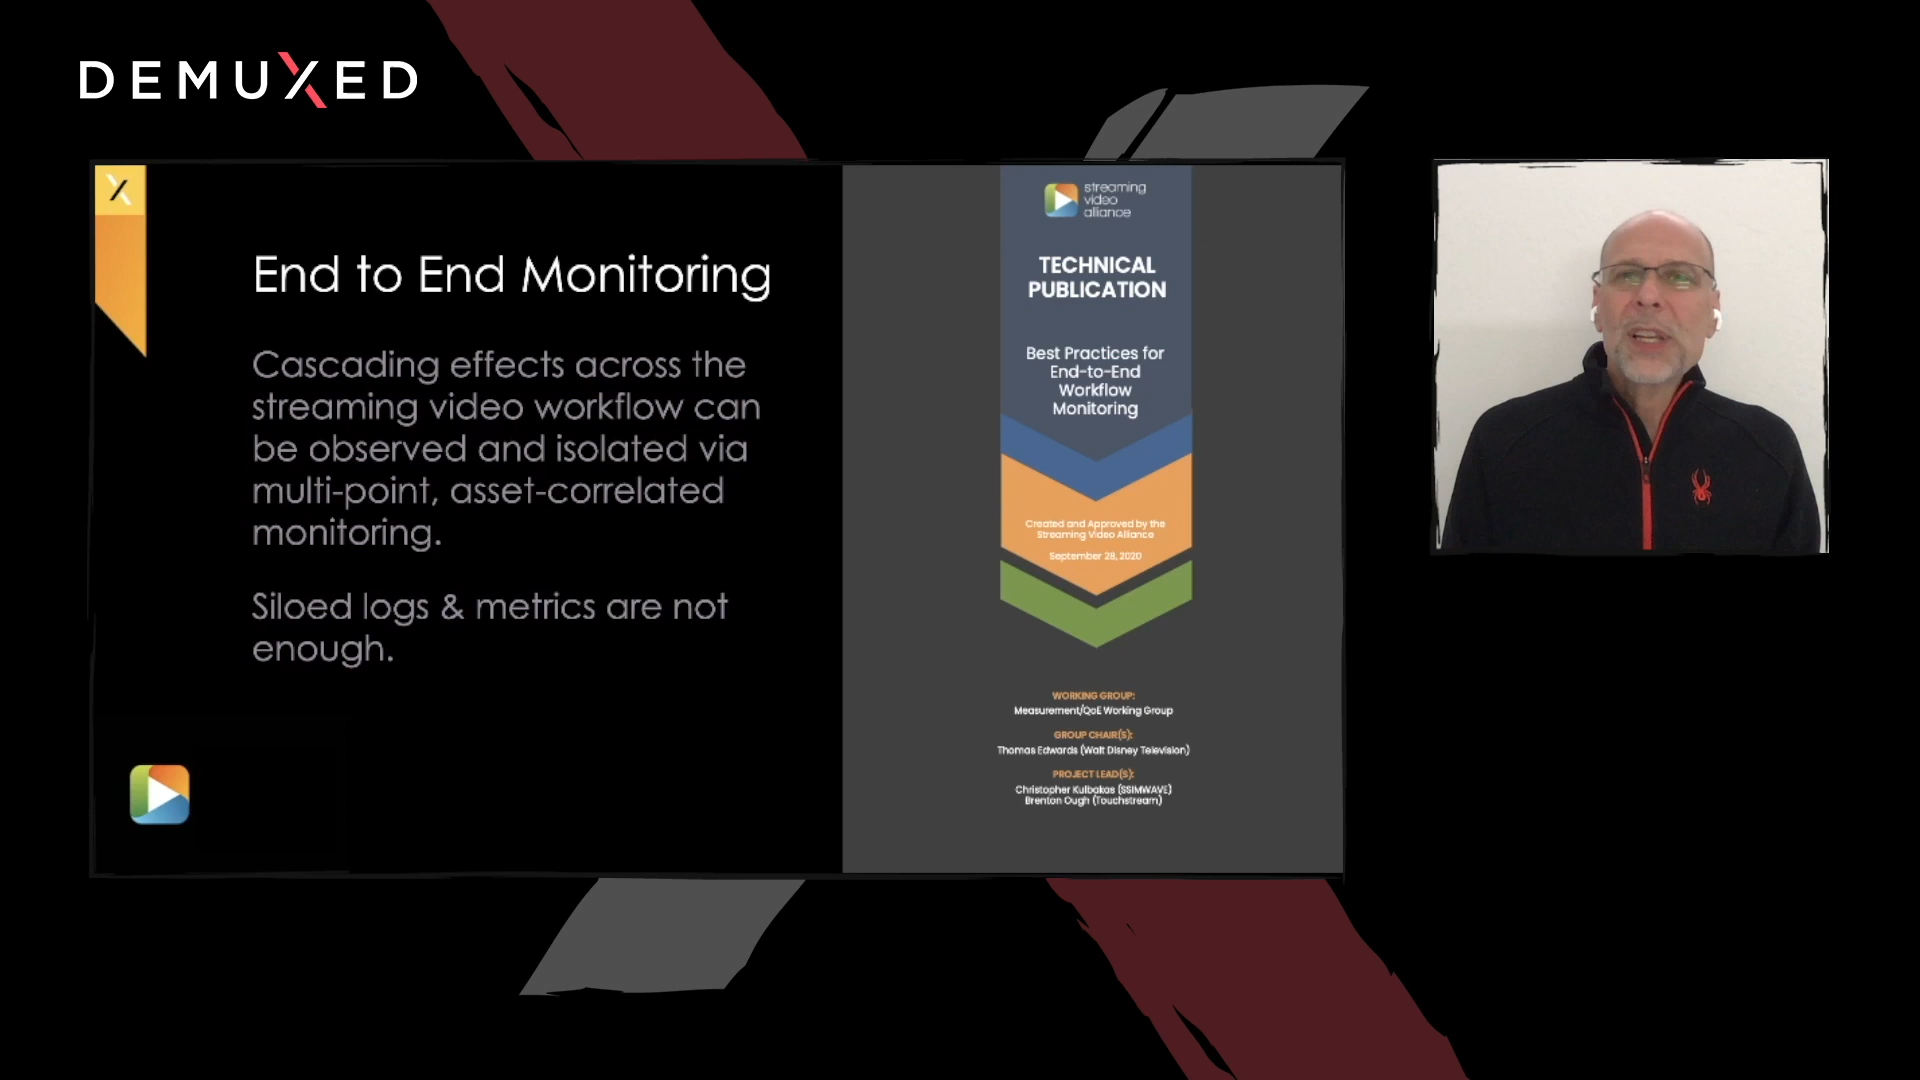 DEMUXED
End to End Monitoring
Cascading effects across the
streaming video workflow can
be observed and isolated via
multi-point, asset-correlated
monitoring.
Siloed logs & metrics are not
enough.
streaming
video
alliance
TECHNICAL
PUBLICATION
Best Practices for
End-to-End
Workflow
Monitoring
Created and Approved by the
Streaming Video Alliance
September 28, 2020
WORKING GROUP:
Measurement/QoE Working Group
GROUP CHAIR(S):
Thomas Edwards (Walt Disney Television)
PROJECT LEAD(S):
Christopher Kulbakas (SSIMWAVE)
Brenton Ough (Touchstream)